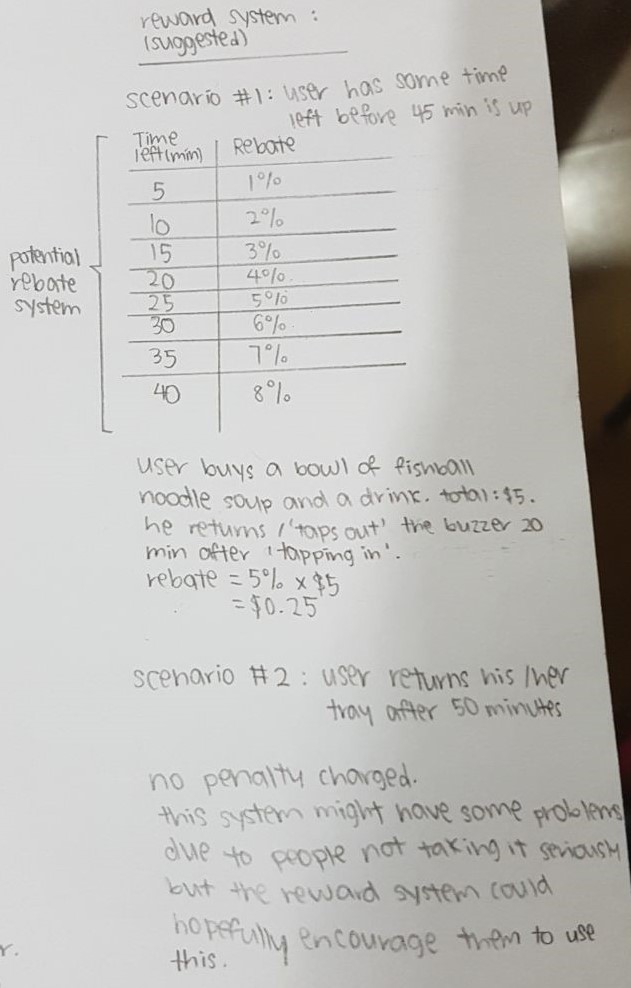 reward system :
(suggested)
scenario #1: user has some time
left before 45 min is up
Time left(min) Rebate
5 1%
10 2%
15 3%
20 4%
25 5%
30 6%
35 7%
40 8%
potential
rebate
system
user buys a bowl of fishball
noodle soup and a drink. total: $5.
he returns / 'taps out' the buzzer 20
min after 'tapping in'.
rebate = 5% x $5
= $0.25
scenario #2 : user returns his/her
tray after 50 minutes
no penalty charged.
this system might have some problems
due to people not taking it seriously
but the reward system could
hopefully encourage them to use
this.
r.